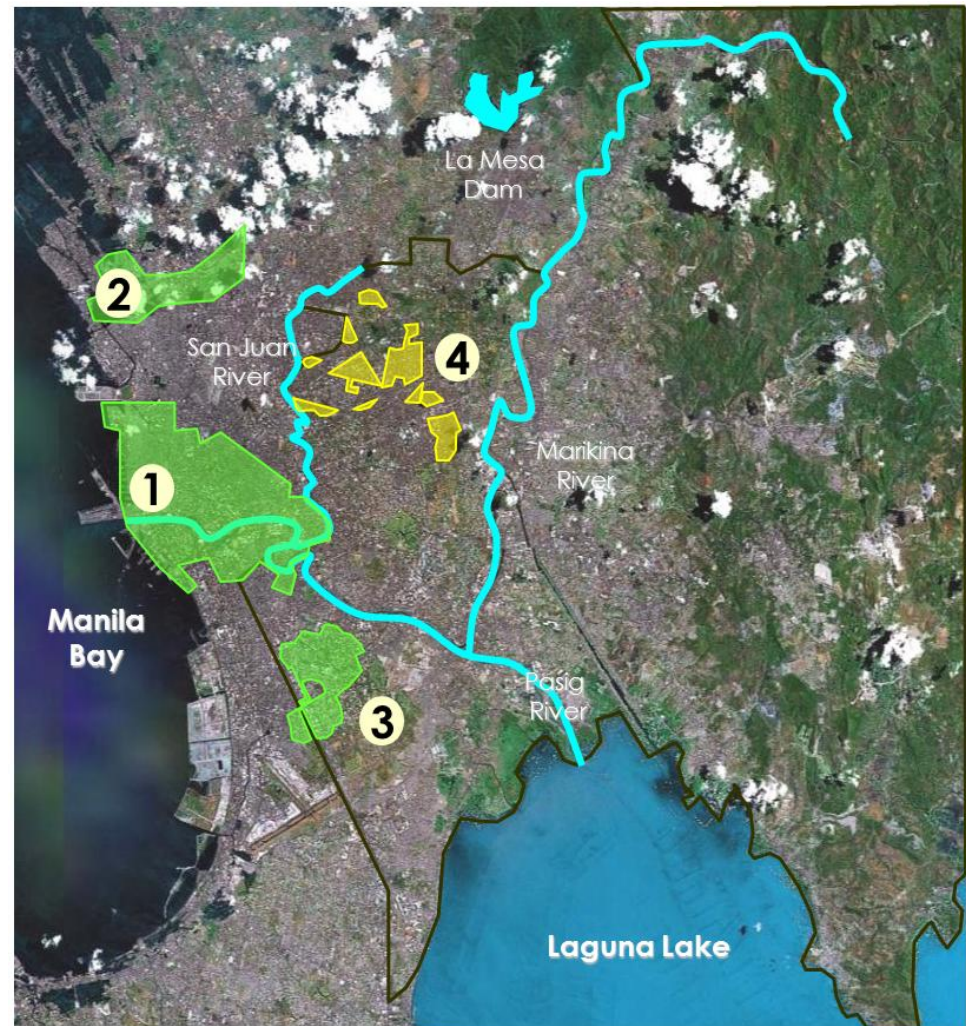 La Mesa
Dam
2
San Juan
River
4
1
Marikina
River
Manila
Bay
Pasig
River
3
Laguna Lake